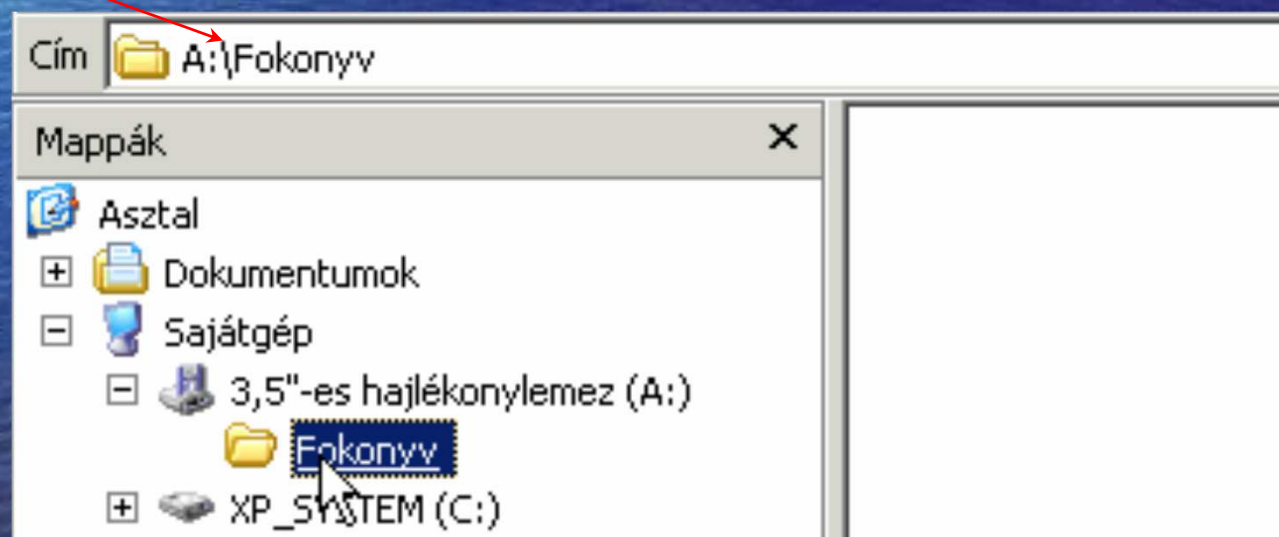 Cím A:\Fokonyv
Mappák
Asztal
Dokumentumok
Sajátgép
3,5"-es hajlékonylemez (A:)
Fokonyv
XP_SYSTEM (C:)